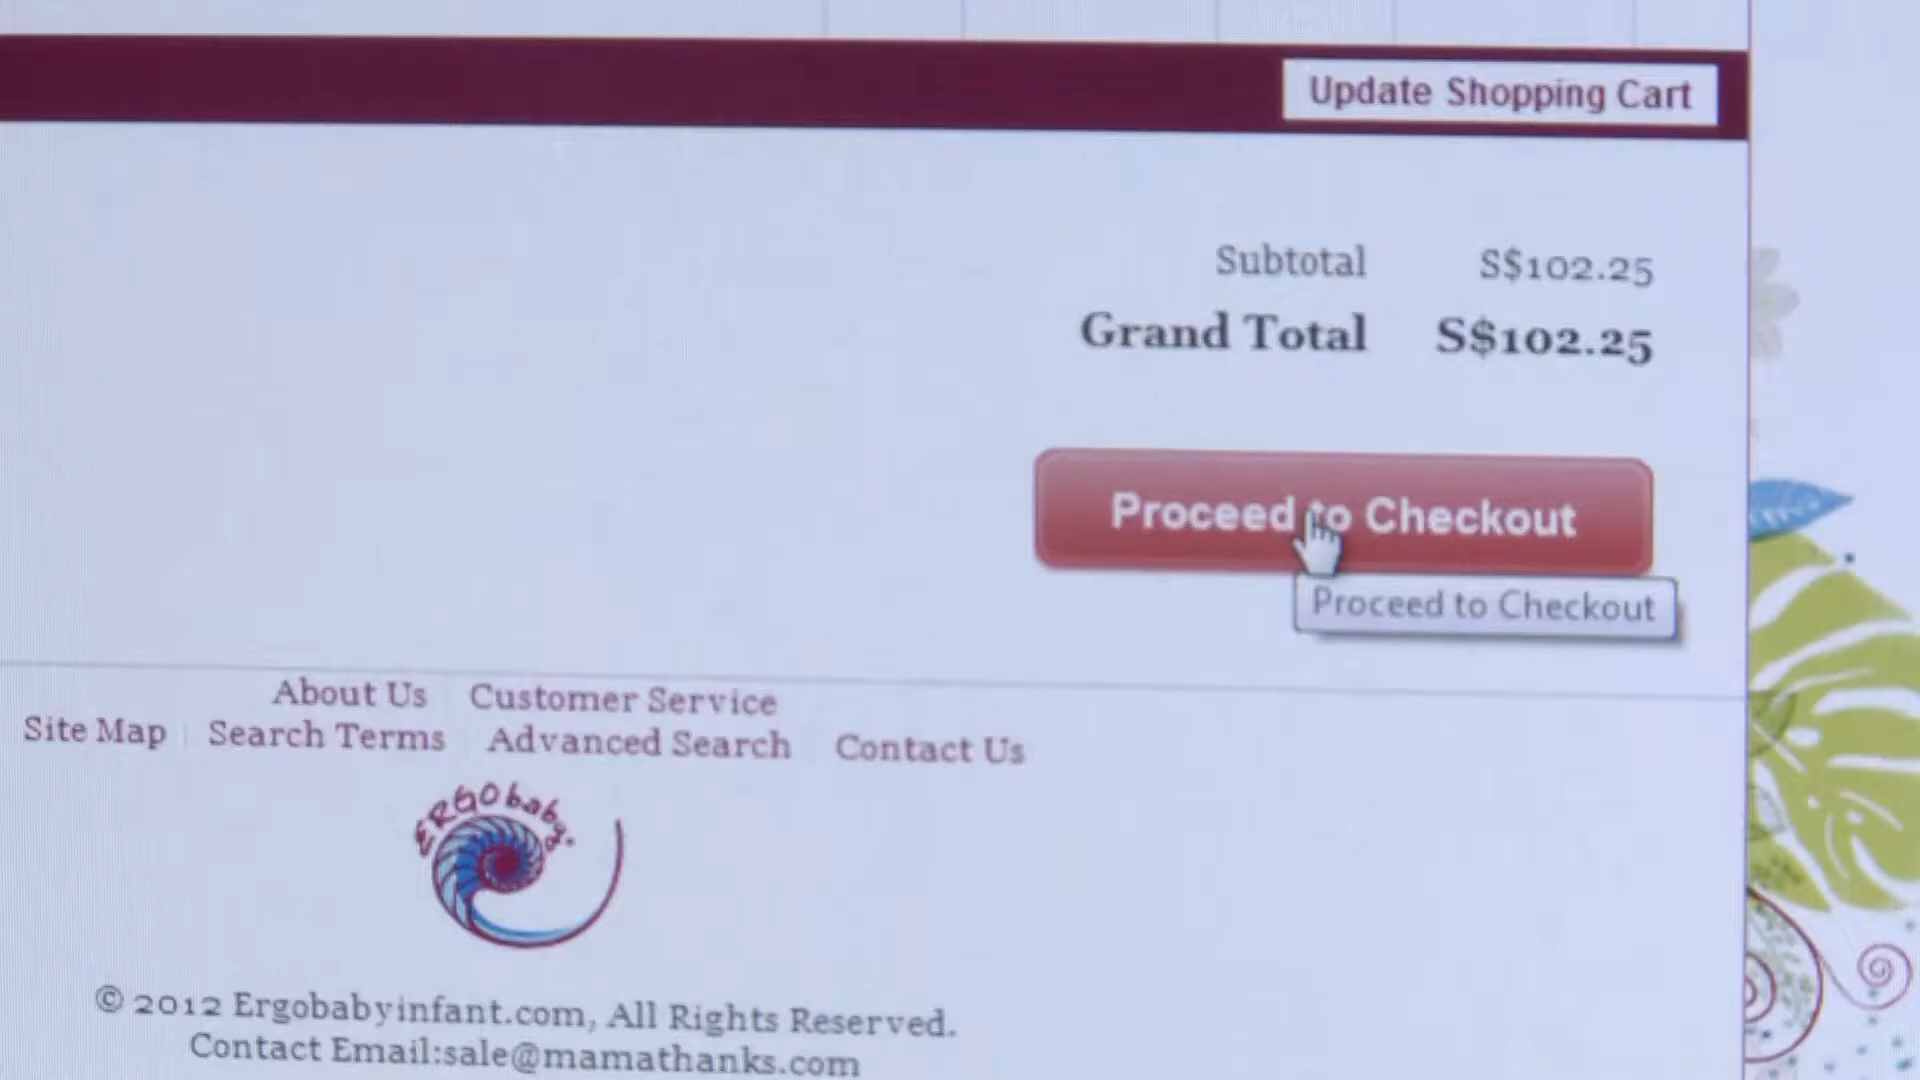 Update Shopping Cart
Subtotal S$102.25
Grand Total S$102.25
Proceed to Checkout
Proceed to Checkout
About Us Customer Service
Site Map Search Terms Advanced Search Contact Us
ERGObaby.
© 2012 Ergobabyinfant.com, All Rights Reserved.
Contact Email:sale@mamathanks.com